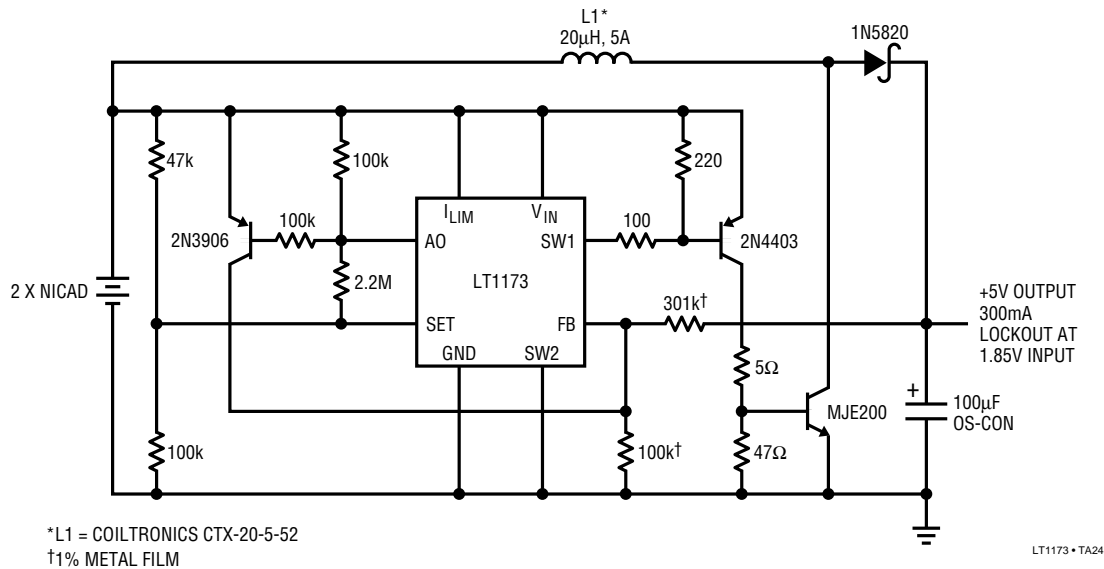 L1*
20μH, 5A
1N5820
47k
100k
220
I_LIM
V_IN
2N3906
100k
AO
SW1
100
2N4403
2 X NICAD
2.2M
LT1173
301k†
+5V OUTPUT
300mA
LOCKOUT AT
1.85V INPUT
SET
FB
GND
SW2
5Ω
MJE200
+
100μF
OS-CON
100k
100k†
47Ω
*L1 = COILTRONICS CTX-20-5-52
†1% METAL FILM
LT1173 • TA24